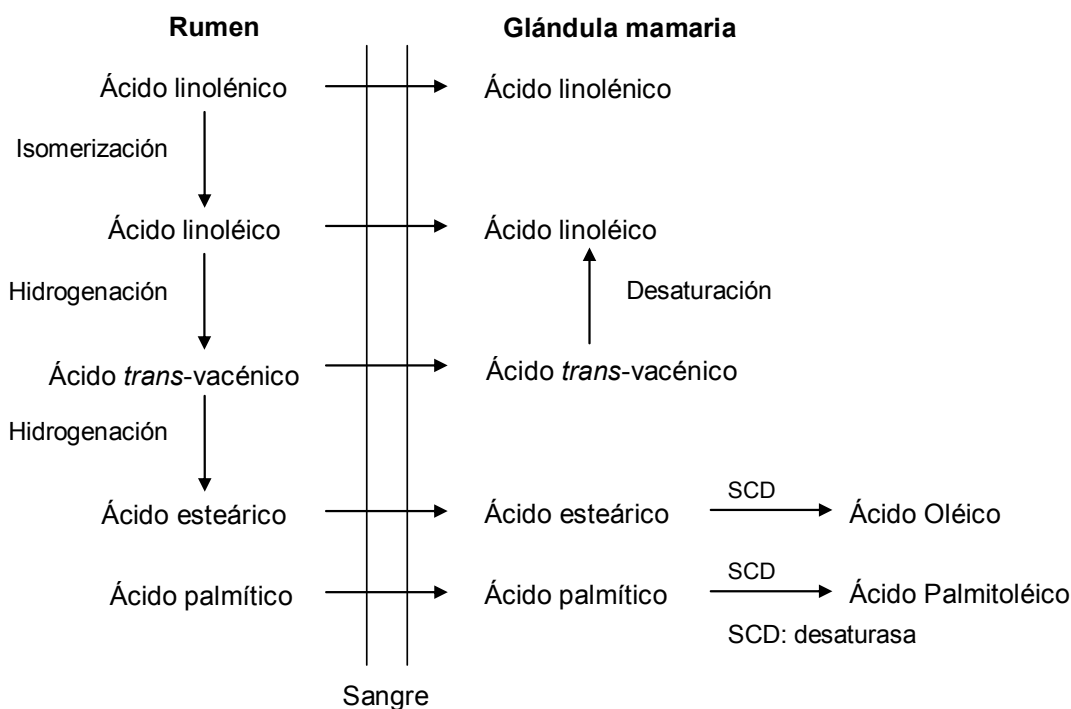 Rumen
Glándula mamaria
Ácido linolénico
Ácido linolénico
Isomerización
Ácido linoléico
Ácido linoléico
Hidrogenación
Desaturación
Ácido trans-vacénico
Ácido trans-vacénico
Hidrogenación
Ácido esteárico
Ácido esteárico
SCD
Ácido Oléico
Ácido palmítico
Ácido palmítico
SCD
Ácido Palmitoléico
SCD: desaturasa
Sangre